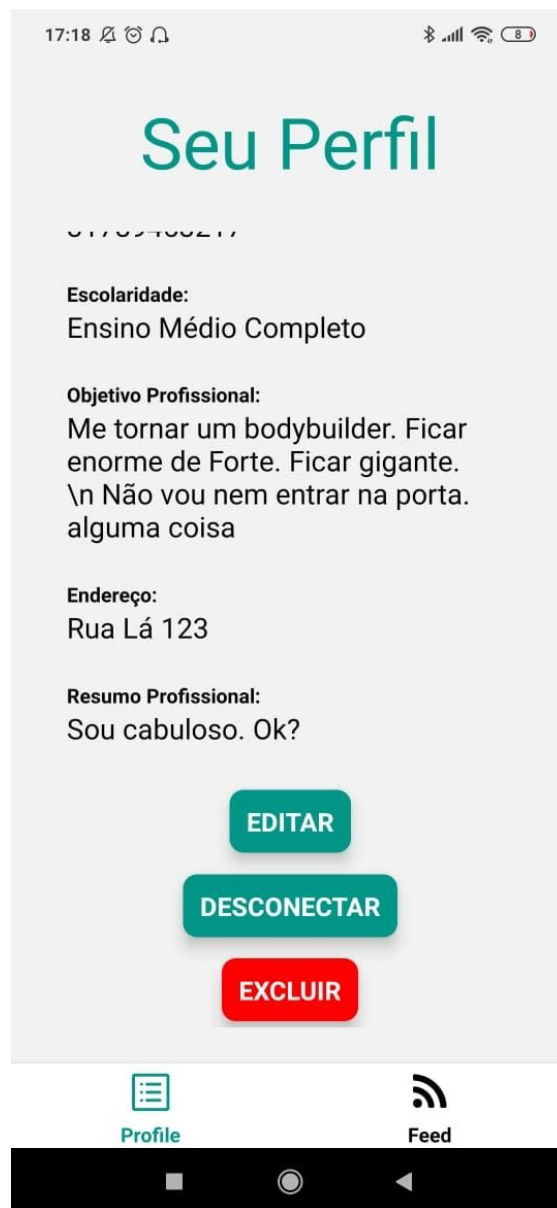 17:18
8
Seu Perfil
Escolaridade:
Ensino Médio Completo
Objetivo Profissional:
Me tornar um bodybuilder. Ficar
enorme de Forte. Ficar gigante.
\n Não vou nem entrar na porta.
alguma coisa
Endereço:
Rua Lá 123
Resumo Profissional:
Sou cabuloso. Ok?
EDITAR
DESCONECTAR
EXCLUIR
Profile
Feed